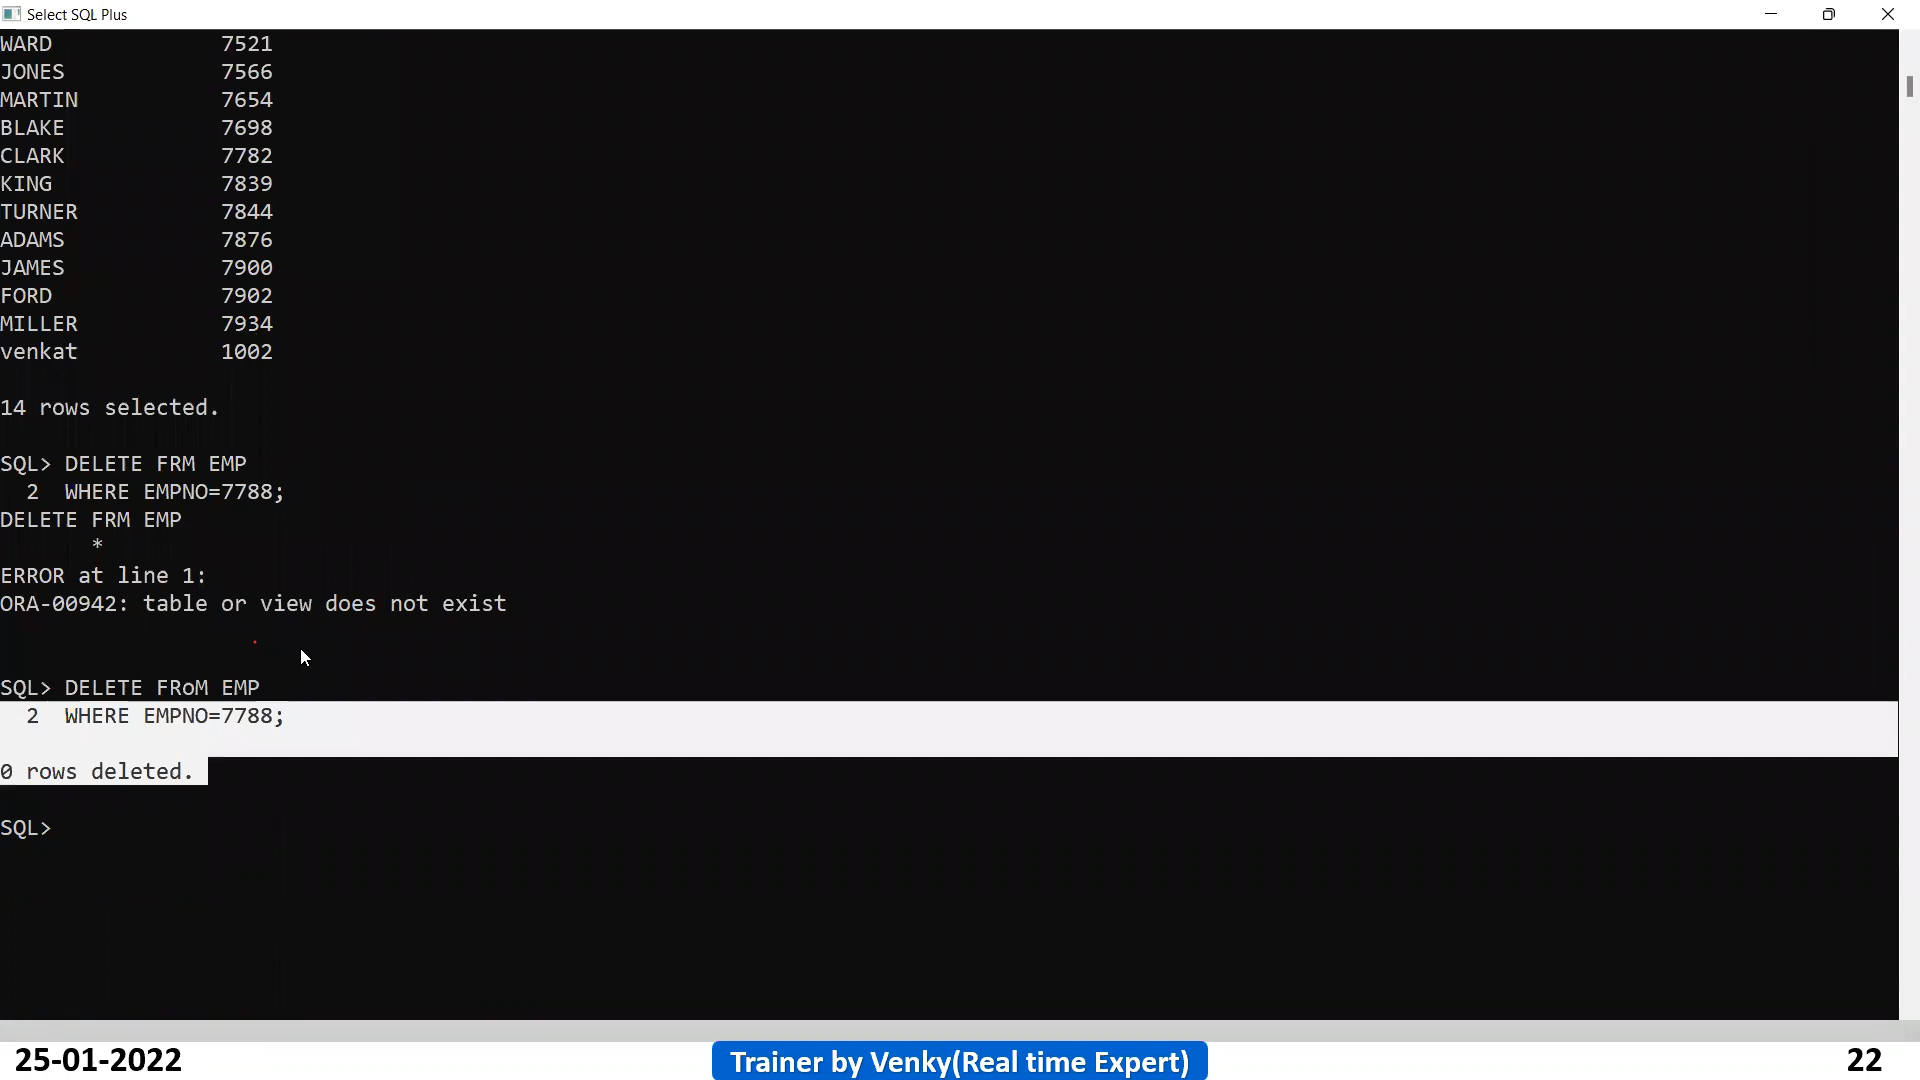 Select SQL Plus
WARD 7521
JONES 7566
MARTIN 7654
BLAKE 7698
CLARK 7782
KING 7839
TURNER 7844
ADAMS 7876
JAMES 7900
FORD 7902
MILLER 7934
venkat 1002
14 rows selected.
SQL> DELETE FRM EMP
2 WHERE EMPNO=7788;
DELETE FRM EMP
*
ERROR at line 1:
ORA-00942: table or view does not exist
SQL> DELETE FRoM EMP
2 WHERE EMPNO=7788;
0 rows deleted.
SQL>
25-01-2022
Trainer by Venky(Real time Expert)
22